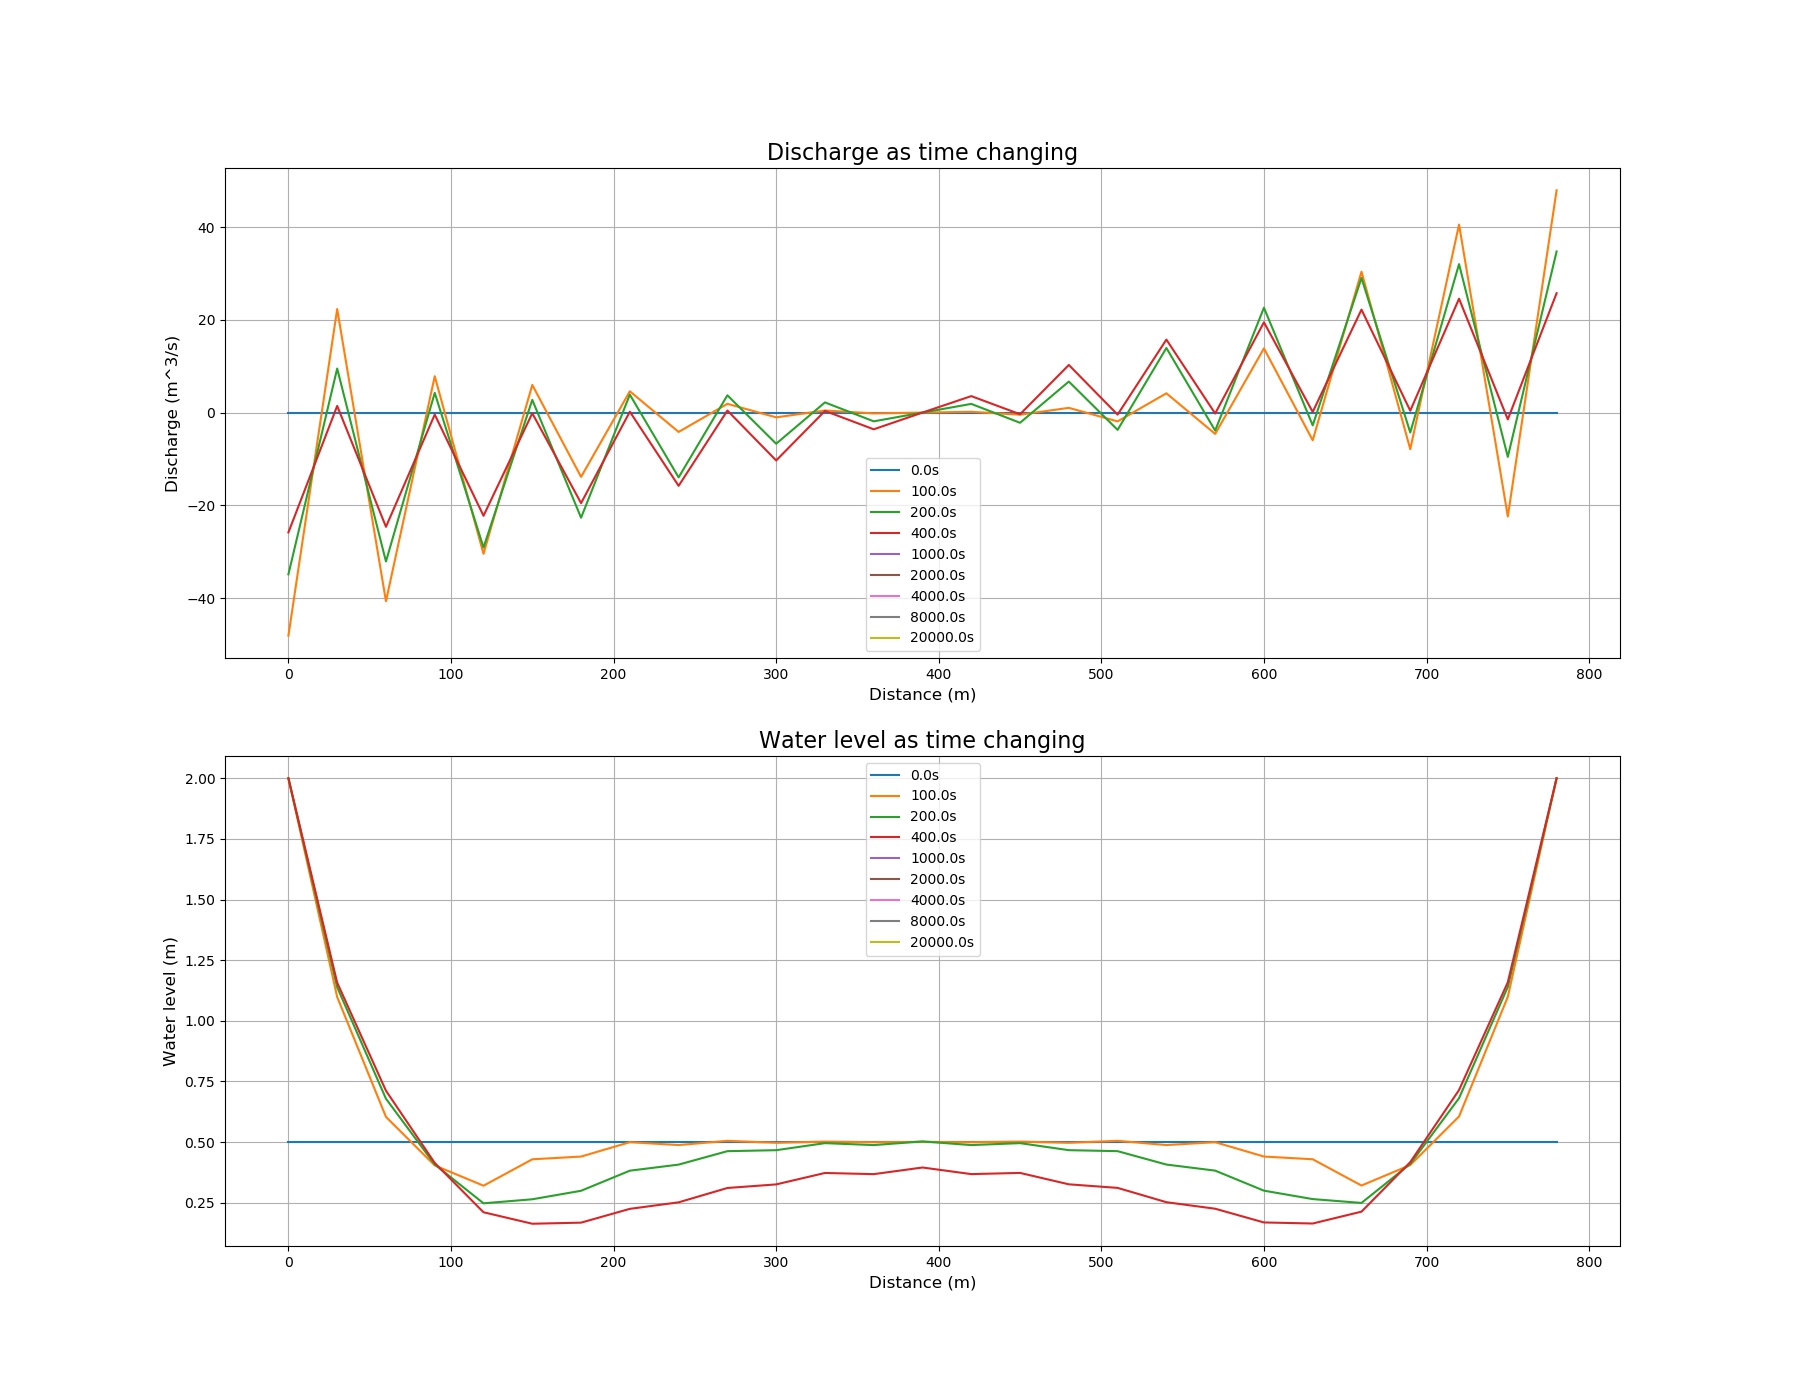 Discharge as time changing
Discharge (m^3/s)
40
20
0
−20
−40
0.0s
100.0s
200.0s
400.0s
1000.0s
2000.0s
4000.0s
8000.0s
20000.0s
0 100 200 300 400 500 600 700 800
Distance (m)
Water level as time changing
Water level (m)
2.00
1.75
1.50
1.25
1.00
0.75
0.50
0.25
0.0s
100.0s
200.0s
400.0s
1000.0s
2000.0s
4000.0s
8000.0s
20000.0s
0 100 200 300 400 500 600 700 800
Distance (m)